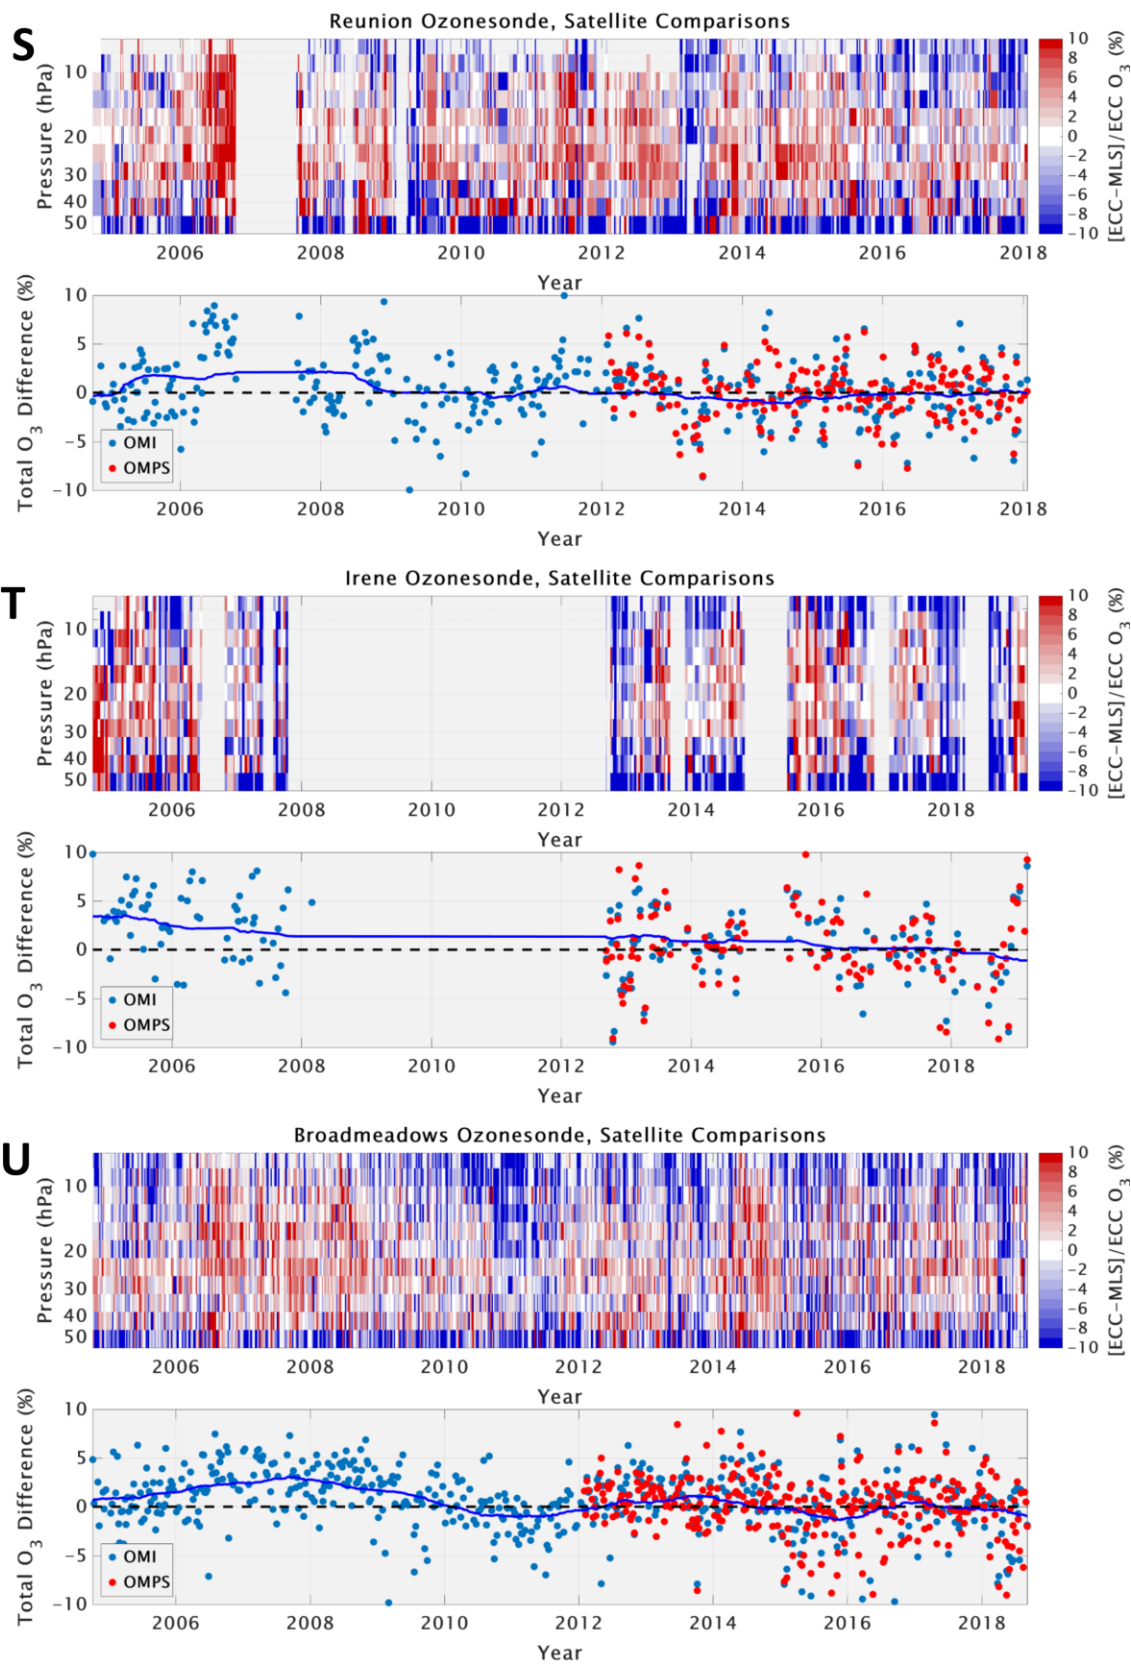 S
Reunion Ozonesonde, Satellite Comparisons
Pressure (hPa)
10
20
30
40
50
2006 2008 2010 2012 2014 2016 2018
Year
10
8
6
4
2
0
−2
−4
−6
−8
−10
[ECC−MLS]/ECC O3 (%)
Total O3 Difference (%)
10
5
0
−5
−10
OMI
OMPS
2006 2008 2010 2012 2014 2016 2018
Year
T
Irene Ozonesonde, Satellite Comparisons
Pressure (hPa)
10
20
30
40
50
2006 2008 2010 2012 2014 2016 2018
Year
10
8
6
4
2
0
−2
−4
−6
−8
−10
[ECC−MLS]/ECC O3 (%)
Total O3 Difference (%)
10
5
0
−5
−10
OMI
OMPS
2006 2008 2010 2012 2014 2016 2018
Year
U
Broadmeadows Ozonesonde, Satellite Comparisons
Pressure (hPa)
10
20
30
40
50
2006 2008 2010 2012 2014 2016 2018
Year
10
8
6
4
2
0
−2
−4
−6
−8
−10
[ECC−MLS]/ECC O3 (%)
Total O3 Difference (%)
10
5
0
−5
−10
OMI
OMPS
2006 2008 2010 2012 2014 2016 2018
Year